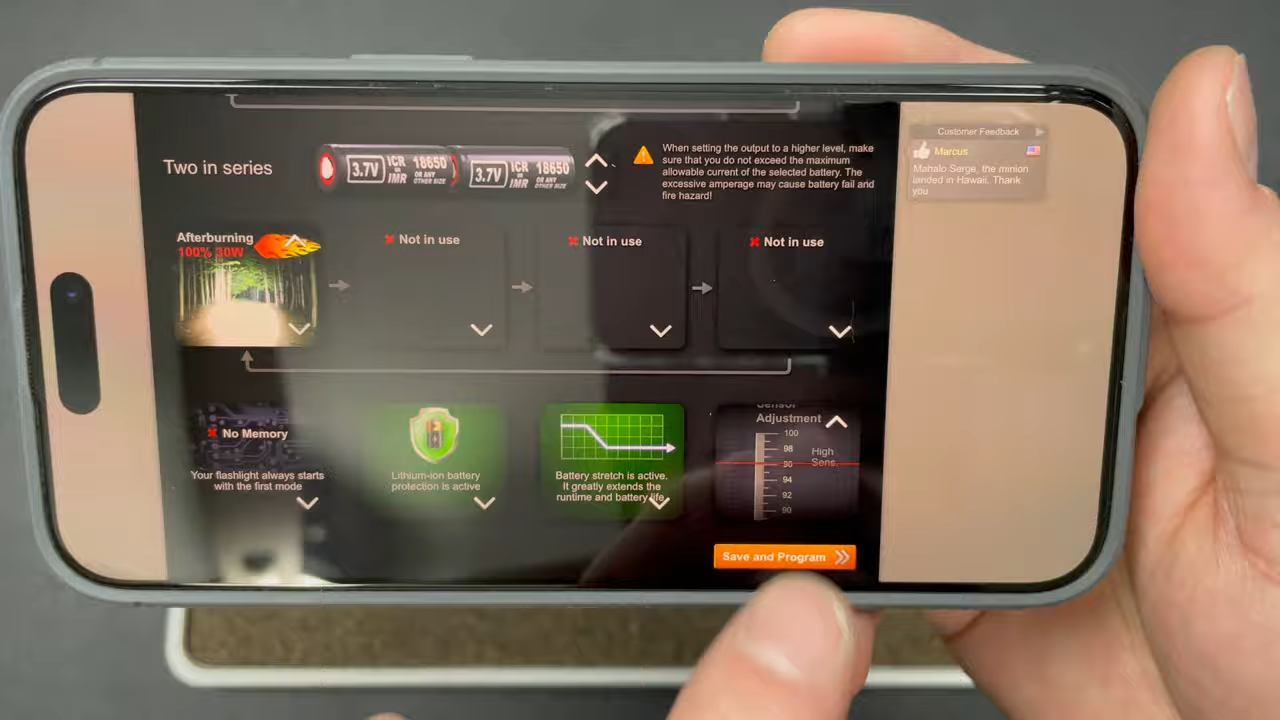 Two in series
3.7V
ICR
OR
IMR
18650
OR ANY
OTHER SIZE
3.7V
ICR
OR
IMR
18650
OR ANY
OTHER SIZE
When setting the output to a higher level, make
sure that you do not exceed the maximum
allowable current of the selected battery. The
excessive amperage may cause battery fail and
fire hazard!
Customer Feedback
Marcus
Mahalo Serge, the minion
landed in Hawaii. Thank
you
Afterburning
100% 30W
Not in use
Not in use
Not in use
No Memory
Your flashlight always starts
with the first mode
Lithium-ion battery
protection is active
Battery stretch is active.
It greatly extends the
runtime and battery life
Sensor
Adjustment
100
98
96
94
92
90
High
Sens.
Save and Program